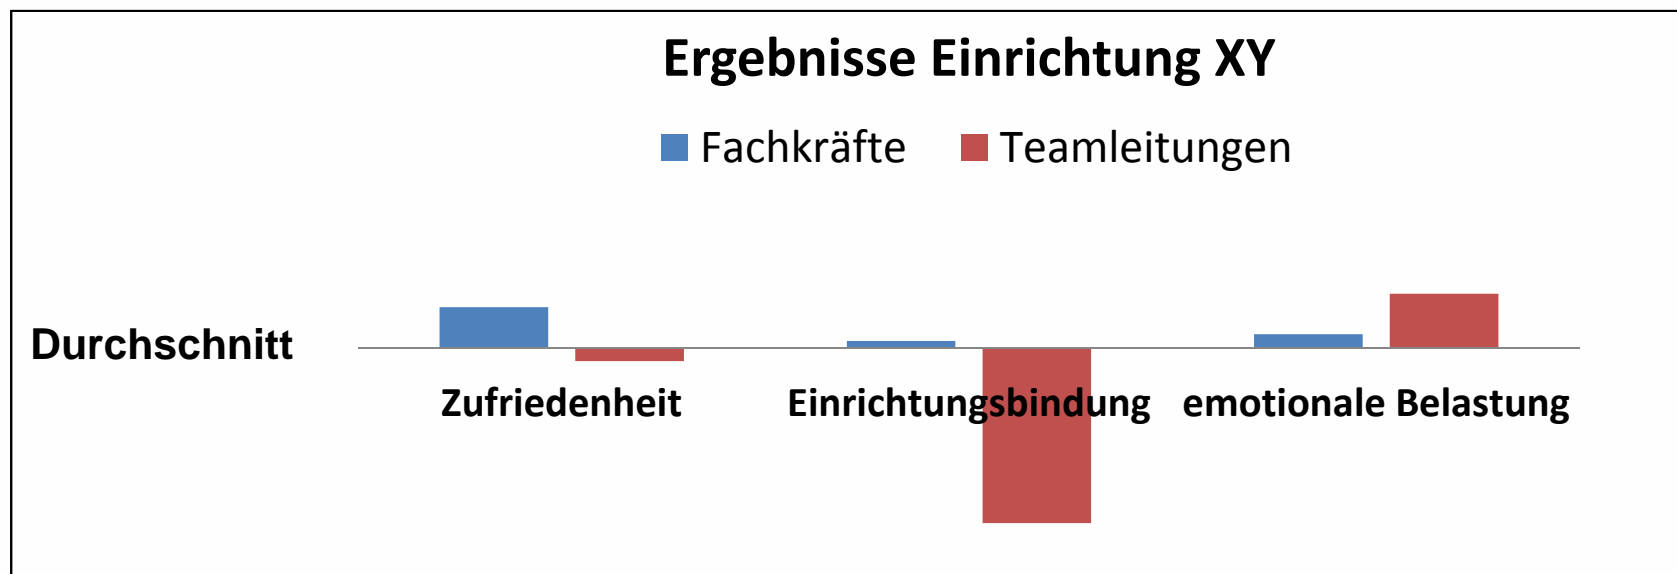 Ergebnisse Einrichtung XY
Fachkräfte Teamleitungen
Durchschnitt
Zufriedenheit Einrichtungsbindung emotionale Belastung